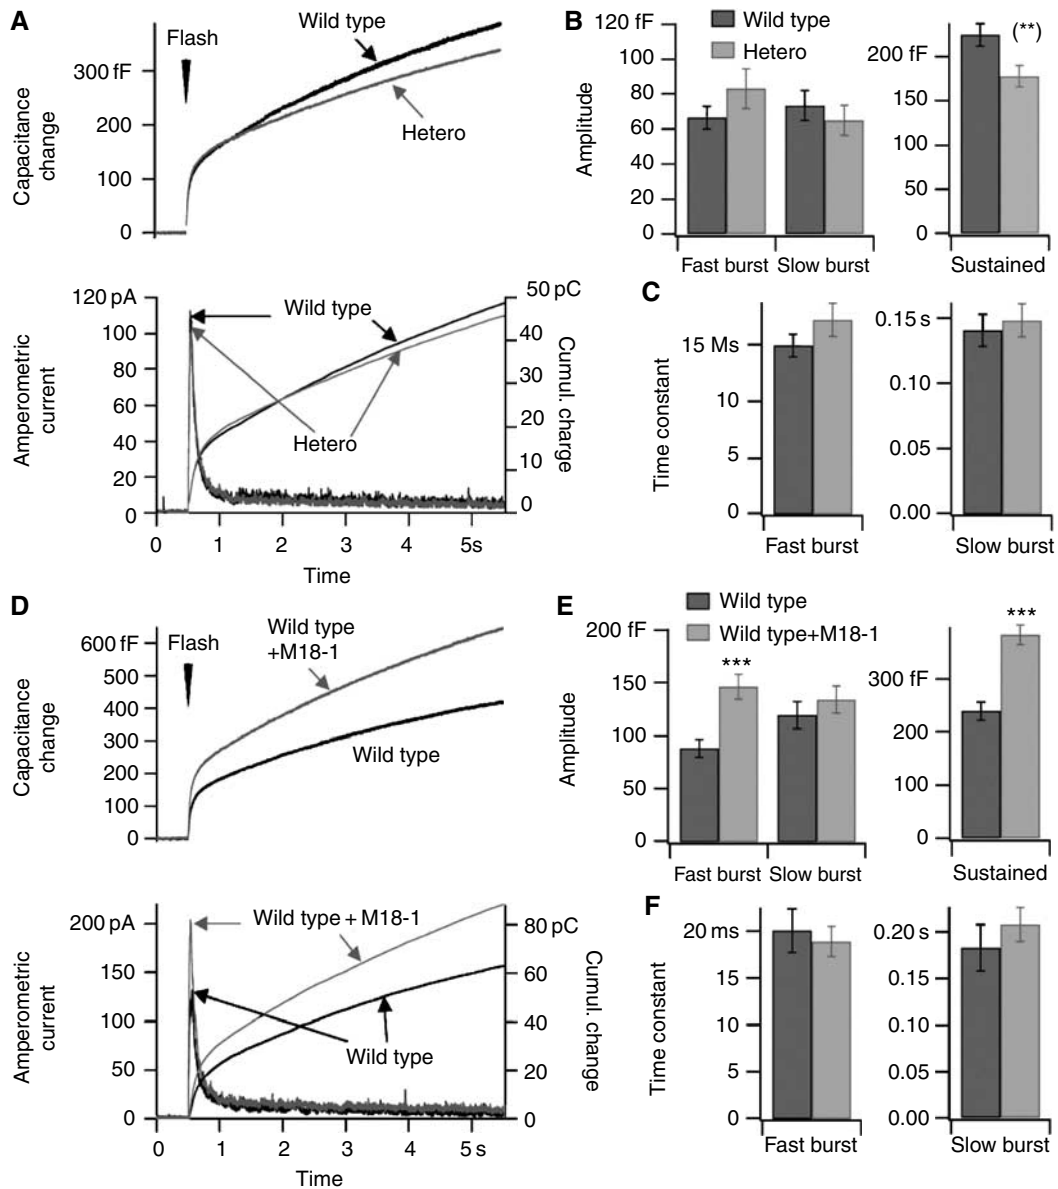 A
Flash
Wild type
Hetero
Capacitance
change
300 fF
200
100
0
Amperometric
current
120 pA
100
80
60
40
20
0
Wild type
Hetero
50 pC
40
30
20
10
0
Cumul. charge
0
1
2
3
4
5s
Time
B
Wild type
Hetero
Amplitude
120 fF
100
80
60
40
20
0
Fast burst
Slow burst
200 fF
150
100
50
0
(**)
Sustained
C
Time constant
15 Ms
10
5
0
Fast burst
0.15 s
0.10
0.05
0.00
Slow burst
D
Flash
Wild type
+M18-1
Wild type
Capacitance
change
600 fF
500
400
300
200
100
0
Amperometric
current
200 pA
150
100
50
0
Wild type + M18-1
Wild type
80 pC
60
40
20
0
Cumul. change
0
1
2
3
4
5 s
Time
E
Wild type
Wild type+M18-1
Amplitude
200 fF
150
100
50
0
***
Fast burst
Slow burst
300 fF
200
100
0
***
Sustained
F
Time constant
20 ms
15
10
5
0
Fast burst
0.20 s
0.15
0.10
0.05
0.00
Slow burst